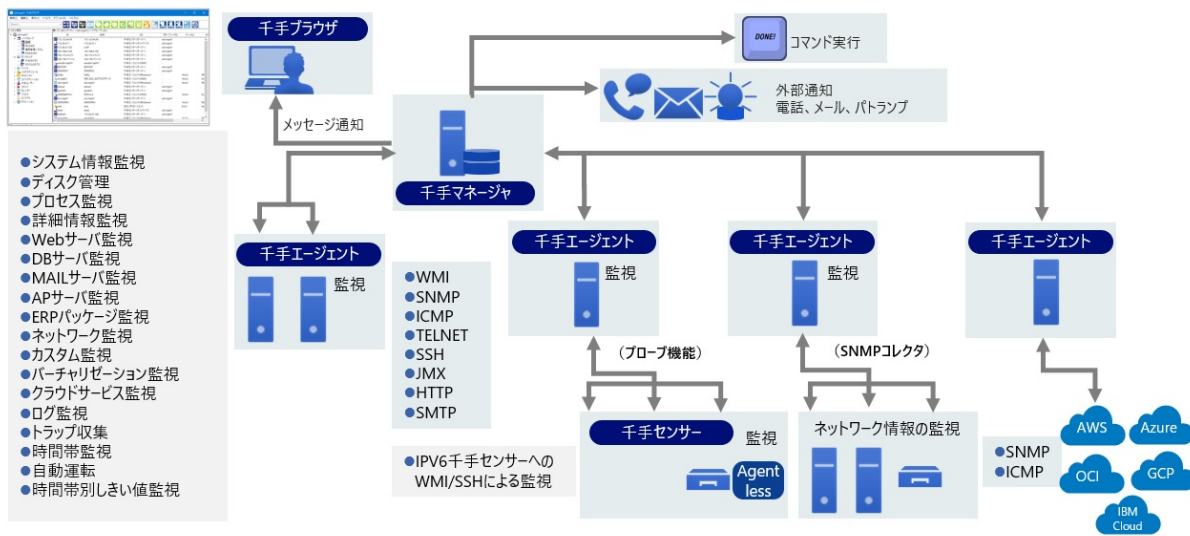 千手ブラウザ
DONE!
コマンド実行
外部通知
電話、メール、パトランプ
メッセージ通知
千手マネージャ
●システム情報監視
●ディスク管理
●プロセス監視
●詳細情報監視
●Webサーバ監視
●DBサーバ監視
●MAILサーバ監視
●APサーバ監視
●ERPパッケージ監視
●ネットワーク監視
●カスタム監視
●バーチャリゼーション監視
●クラウドサービス監視
●ログ監視
●トラップ収集
●時間帯監視
●自動運転
●時間帯別しきい値監視
千手エージェント
監視
●WMI
●SNMP
●ICMP
●TELNET
●SSH
●JMX
●HTTP
●SMTP
●IPV6千手センサーへの
WMI/SSHによる監視
千手エージェント
監視
（プローブ機能）
千手センサー
監視
Agent
less
千手エージェント
監視
（SNMPコレクタ）
ネットワーク情報の監視
千手エージェント
●SNMP
●ICMP
AWS
Azure
OCI
GCP
IBM
Cloud